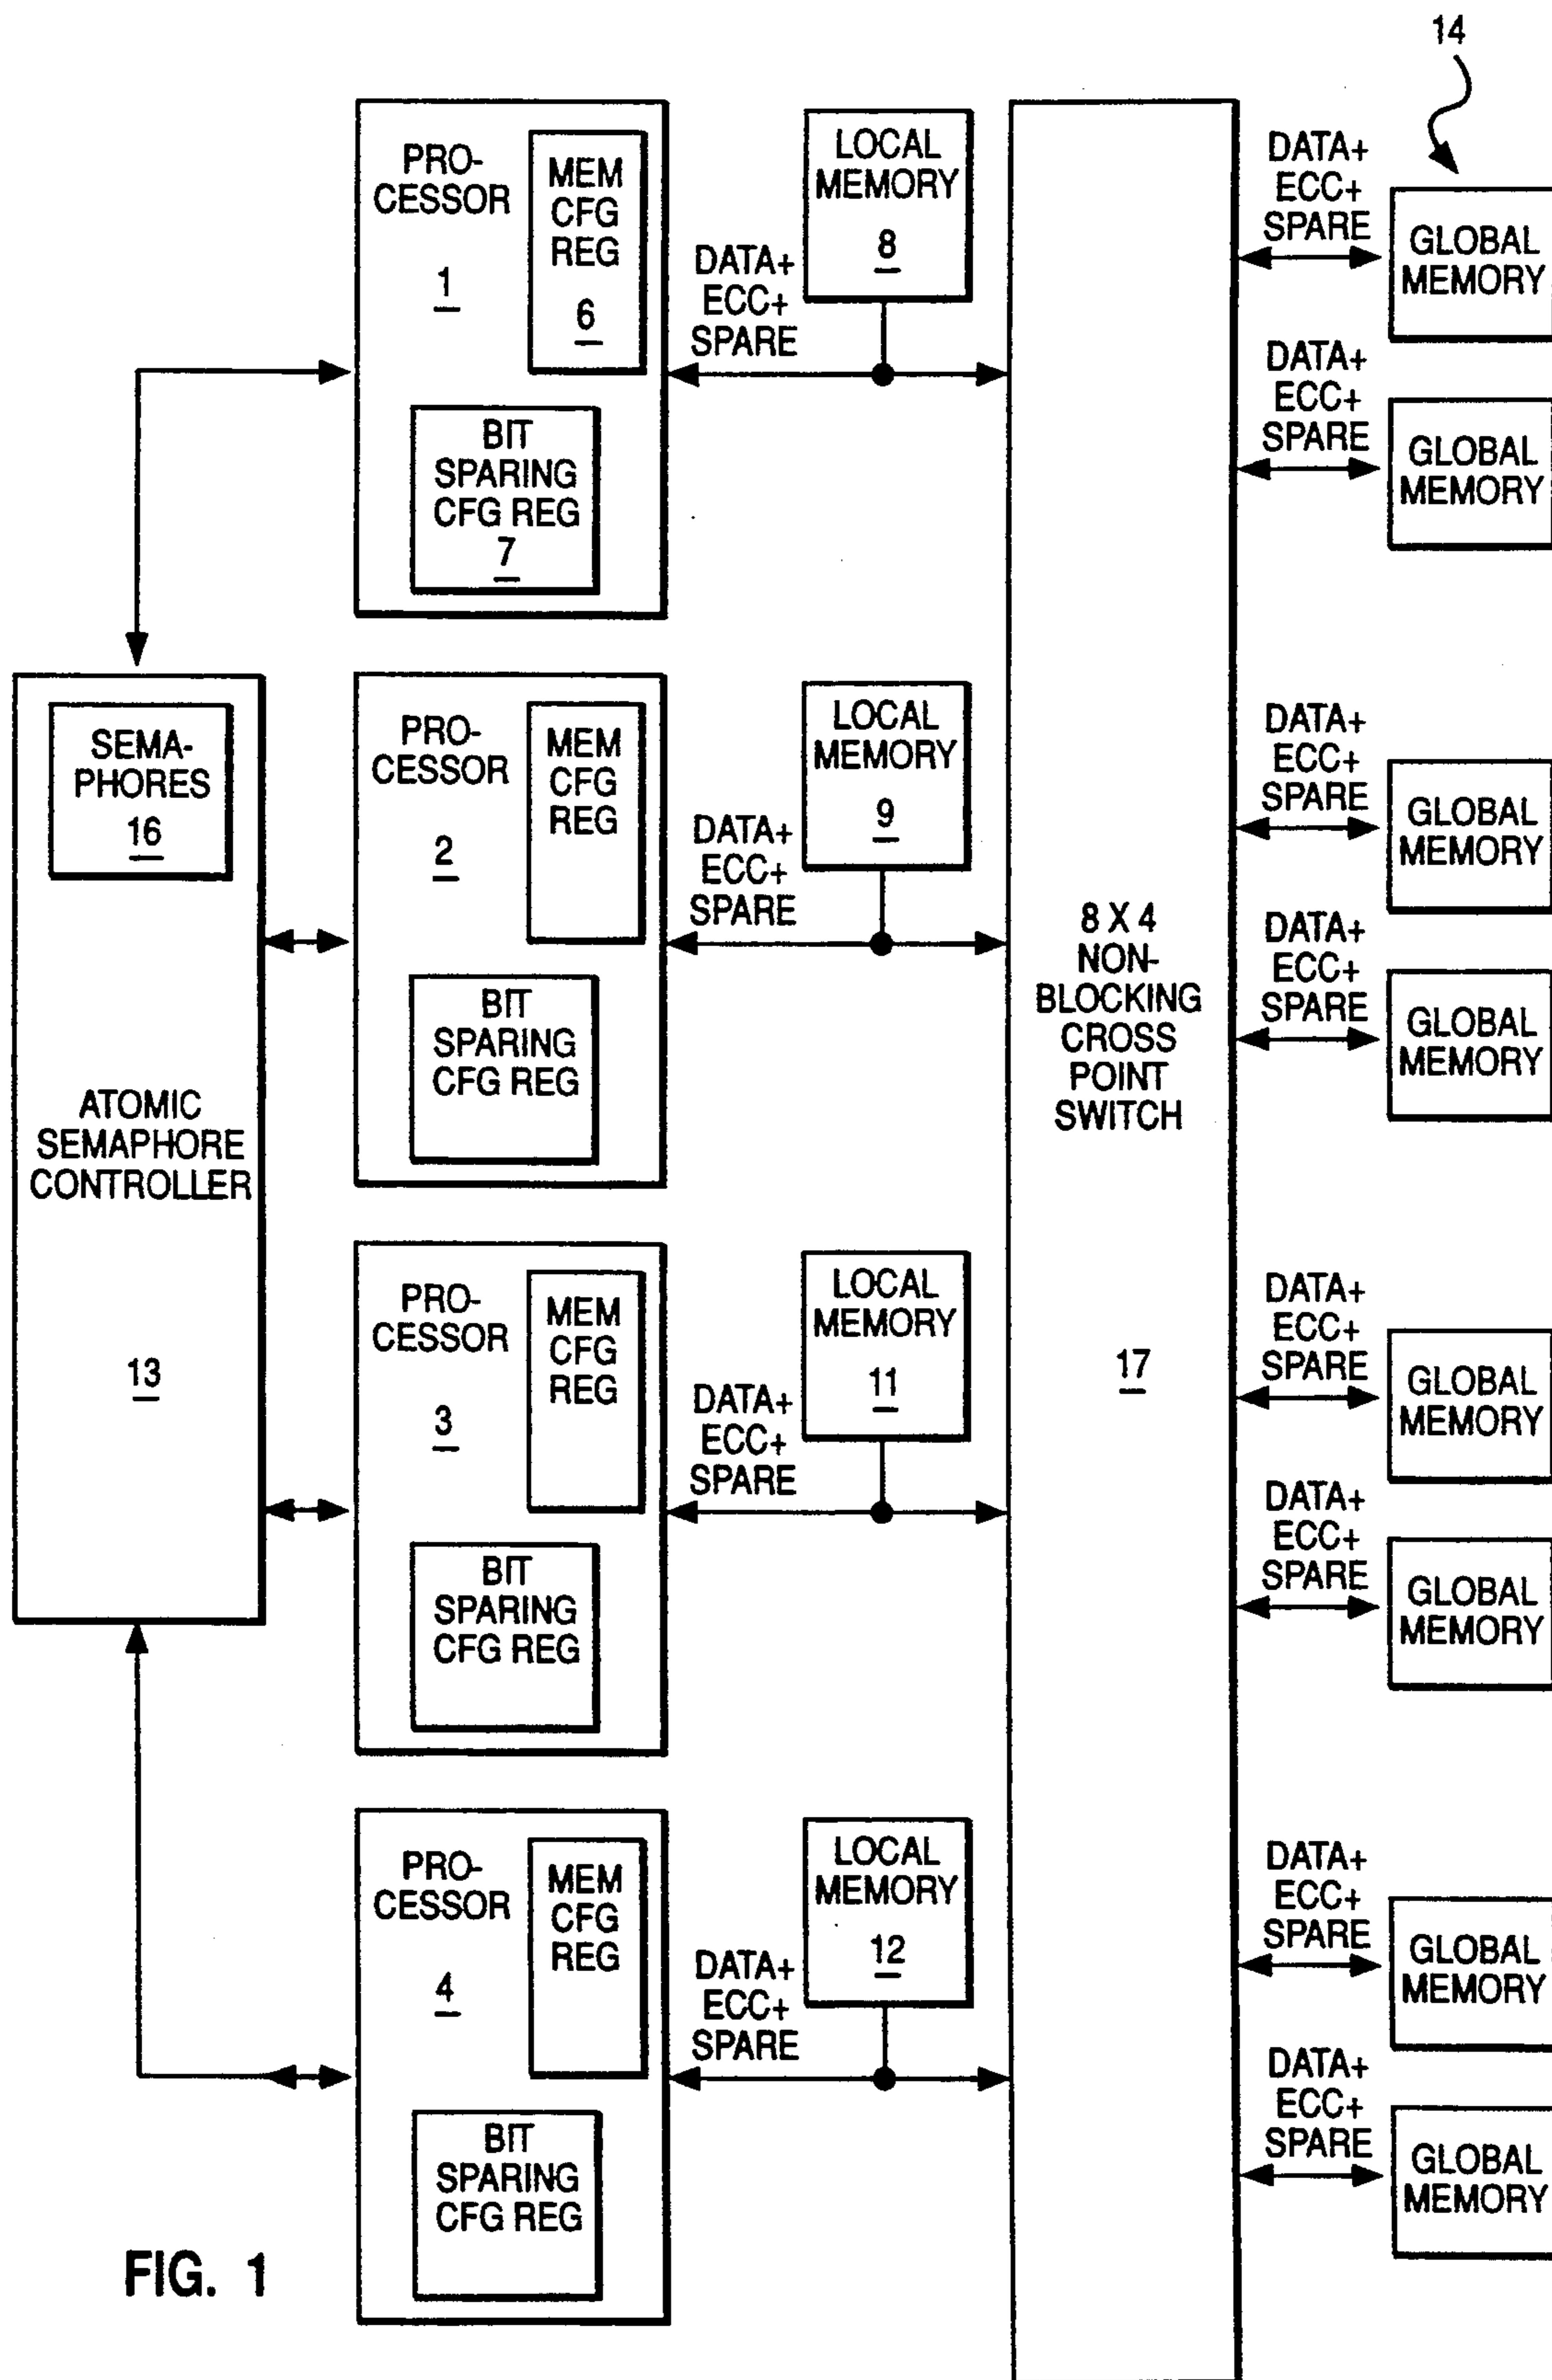 14
PRO-
CESSOR
1
MEM
CFG
REG
6
BIT
SPARING
CFG REG
7
DATA+
ECC+
SPARE
LOCAL
MEMORY
8
DATA+
ECC+
SPARE
GLOBAL
MEMORY
DATA+
ECC+
SPARE
GLOBAL
MEMORY
SEMA-
PHORES
16
ATOMIC
SEMAPHORE
CONTROLLER
13
PRO-
CESSOR
2
MEM
CFG
REG
BIT
SPARING
CFG REG
DATA+
ECC+
SPARE
LOCAL
MEMORY
9
8 X 4
NON-
BLOCKING
CROSS
POINT
SWITCH
17
DATA+
ECC+
SPARE
GLOBAL
MEMORY
DATA+
ECC+
SPARE
GLOBAL
MEMORY
PRO-
CESSOR
3
MEM
CFG
REG
BIT
SPARING
CFG REG
DATA+
ECC+
SPARE
LOCAL
MEMORY
11
DATA+
ECC+
SPARE
GLOBAL
MEMORY
DATA+
ECC+
SPARE
GLOBAL
MEMORY
PRO-
CESSOR
4
MEM
CFG
REG
BIT
SPARING
CFG REG
DATA+
ECC+
SPARE
LOCAL
MEMORY
12
DATA+
ECC+
SPARE
GLOBAL
MEMORY
DATA+
ECC+
SPARE
GLOBAL
MEMORY
FIG. 1